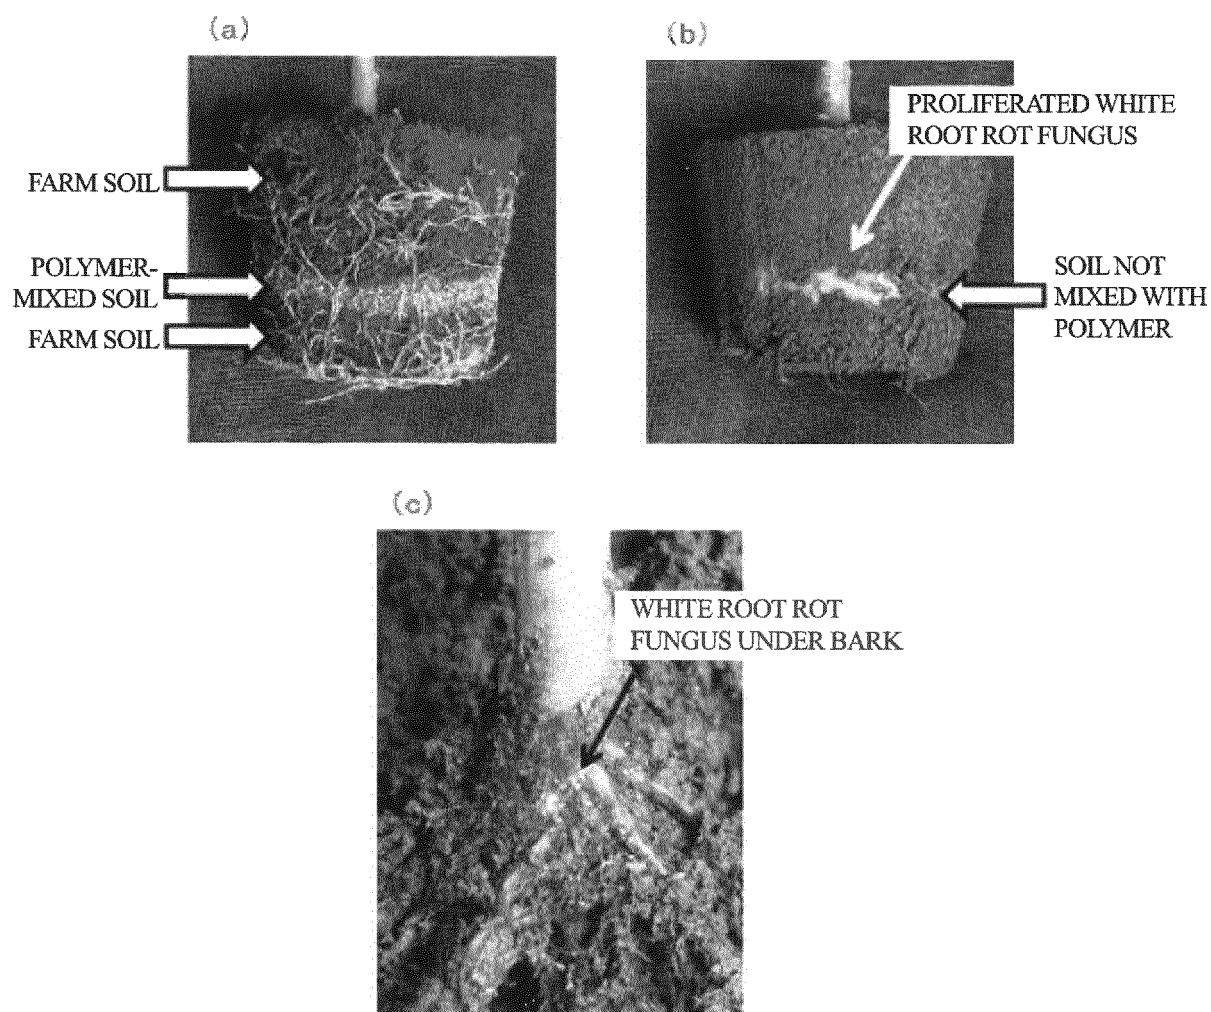 (a)
(b)
PROLIFERATED WHITE
ROOT ROT FUNGUS
FARM SOIL
POLYMER-
MIXED SOIL
FARM SOIL
SOIL NOT
MIXED WITH
POLYMER
(c)
WHITE ROOT ROT
FUNGUS UNDER BARK